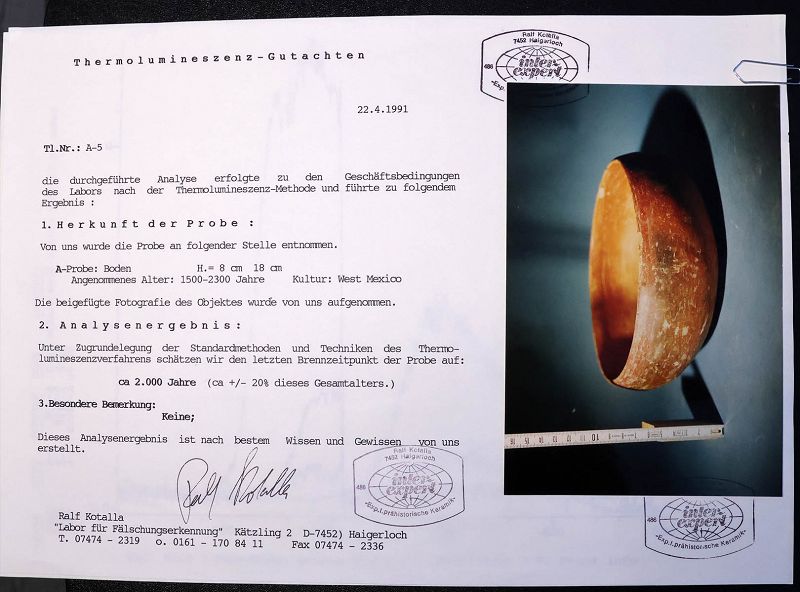 Thermolumineszenz-Gutachten
Ralf Kotalla
7452 Haigerloch
486
inter-
expert
22.4.1991
Tl.Nr.: A-5
die durchgeführte Analyse erfolgte zu den Geschäftsbedingungen
des Labors nach der Thermolumineszenz-Methode und führte zu folgendem
Ergebnis :
1. Herkunft der Probe :
Von uns wurde die Probe an folgender Stelle entnommen.
A-Probe: Boden H.= 8 cm 18 cm
Angenommenes Alter: 1500-2300 Jahre Kultur: West Mexico
Die beigefügte Fotografie des Objektes wurde von uns aufgenommen.
2. Analysenergebnis:
Unter Zugrundelegung der Standardmethoden und Techniken des Thermo-
lumineszenzverfahrens schätzen wir den letzten Brennzeitpunkt der Probe auf:
ca 2.000 Jahre (ca +/- 20% dieses Gesamtalters.)
3.Besondere Bemerkung:
Keine;
Dieses Analysenergebnis ist nach bestem Wissen und Gewissen von uns
erstellt.
Ralf Kotalla
Ralf Kotalla
7452 Haigerloch
486
inter-
expert
-Exp.f.prähistorische Keramik-
Ralf Kotalla
"Labor für Fälschungserkennung" Kätzling 2 D-7452) Haigerloch
T. 07474 - 2319 o. 0161 - 170 84 11 Fax 07474 - 2336
486
inter-
expert
-Exp.f.prähistorische Keramik-